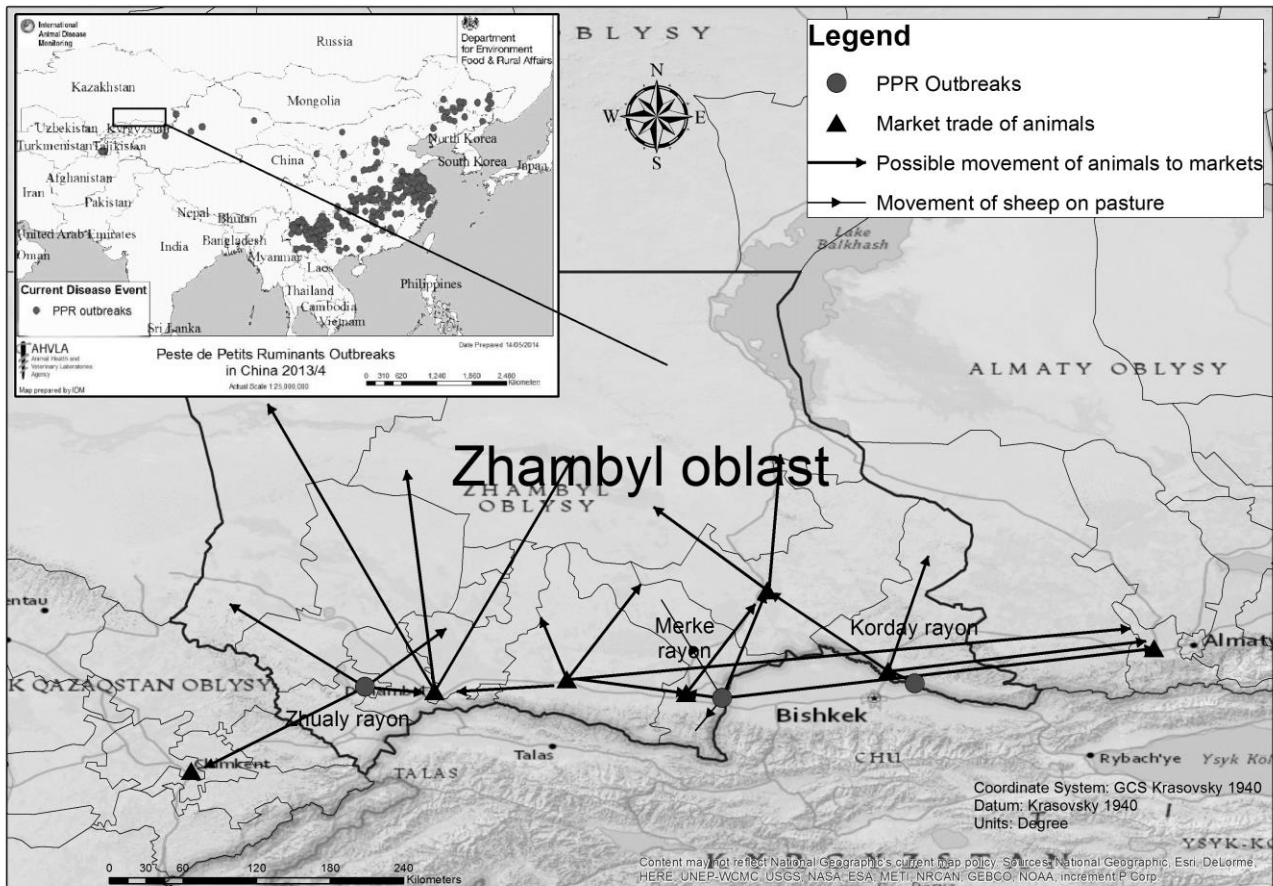 International
Animal Disease
Monitoring
Department
for Environment
Food & Rural Affairs
Russia
Kazakhstan
Mongolia
Uzbekistan
Kyrgyzstan
Turkmenistan
Tajikistan
North Korea
South Korea
Japan
China
Afghanistan
Iran
Pakistan
Nepal
Bhutan
United Arab Emirates
Oman
India
Bangladesh
Myanmar
Laos
Thailand
Cambodia
Vietnam
Philippines
Sri Lanka
Current Disease Event
PPR outbreaks
AHVLA
Animal Health and
Veterinary Laboratories
Agency
Map prepared by IDM
Peste de Petits Ruminants Outbreaks
in China 2013/4
Actual Scale 1:25,000,000
Date Prepared 14/05/2014
0 310 620 1,240 1,860 2,480
Kilometers
OBLYSY
N
W E
S
Legend
PPR Outbreaks
Market trade of animals
Possible movement of animals to markets
Movement of sheep on pasture
Lake
Balkhash
ALMATY OBLYSY
Zhambyl oblast
ZHAMBYL
OBLYSY
Merke
rayon
Korday rayon
Almaty
K QAZAQSTAN OBLYSY
Zhualy rayon
Bishkek
Talas
TALAS
CHU
Rybach'ye
Coordinate System: GCS Krasovsky 1940
Datum: Krasovsky 1940
Units: Degree
0 30 60 120 180 240
Kilometers
Content may not reflect National Geographic's current map policy. Sources: National Geographic, Esri, DeLorme,
HERE, UNEP-WCMC, USGS, NASA, ESA, METI, NRCAN, GEBCO, NOAA, increment P Corp.